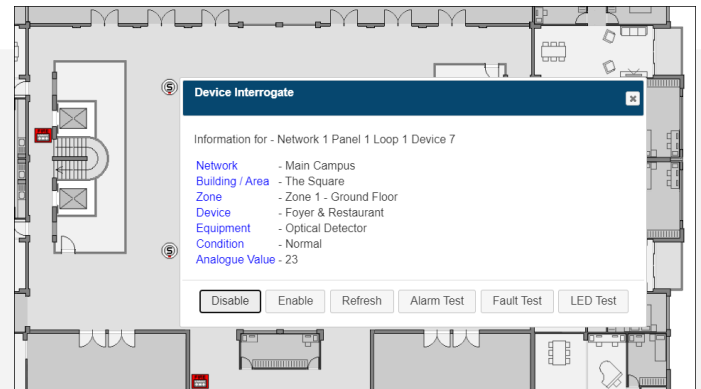 Device Interrogate
Information for - Network 1 Panel 1 Loop 1 Device 7
Network - Main Campus
Building / Area - The Square
Zone - Zone 1 - Ground Floor
Device - Foyer & Restaurant
Equipment - Optical Detector
Condition - Normal
Analogue Value - 23
Disable Enable Refresh Alarm Test Fault Test LED Test